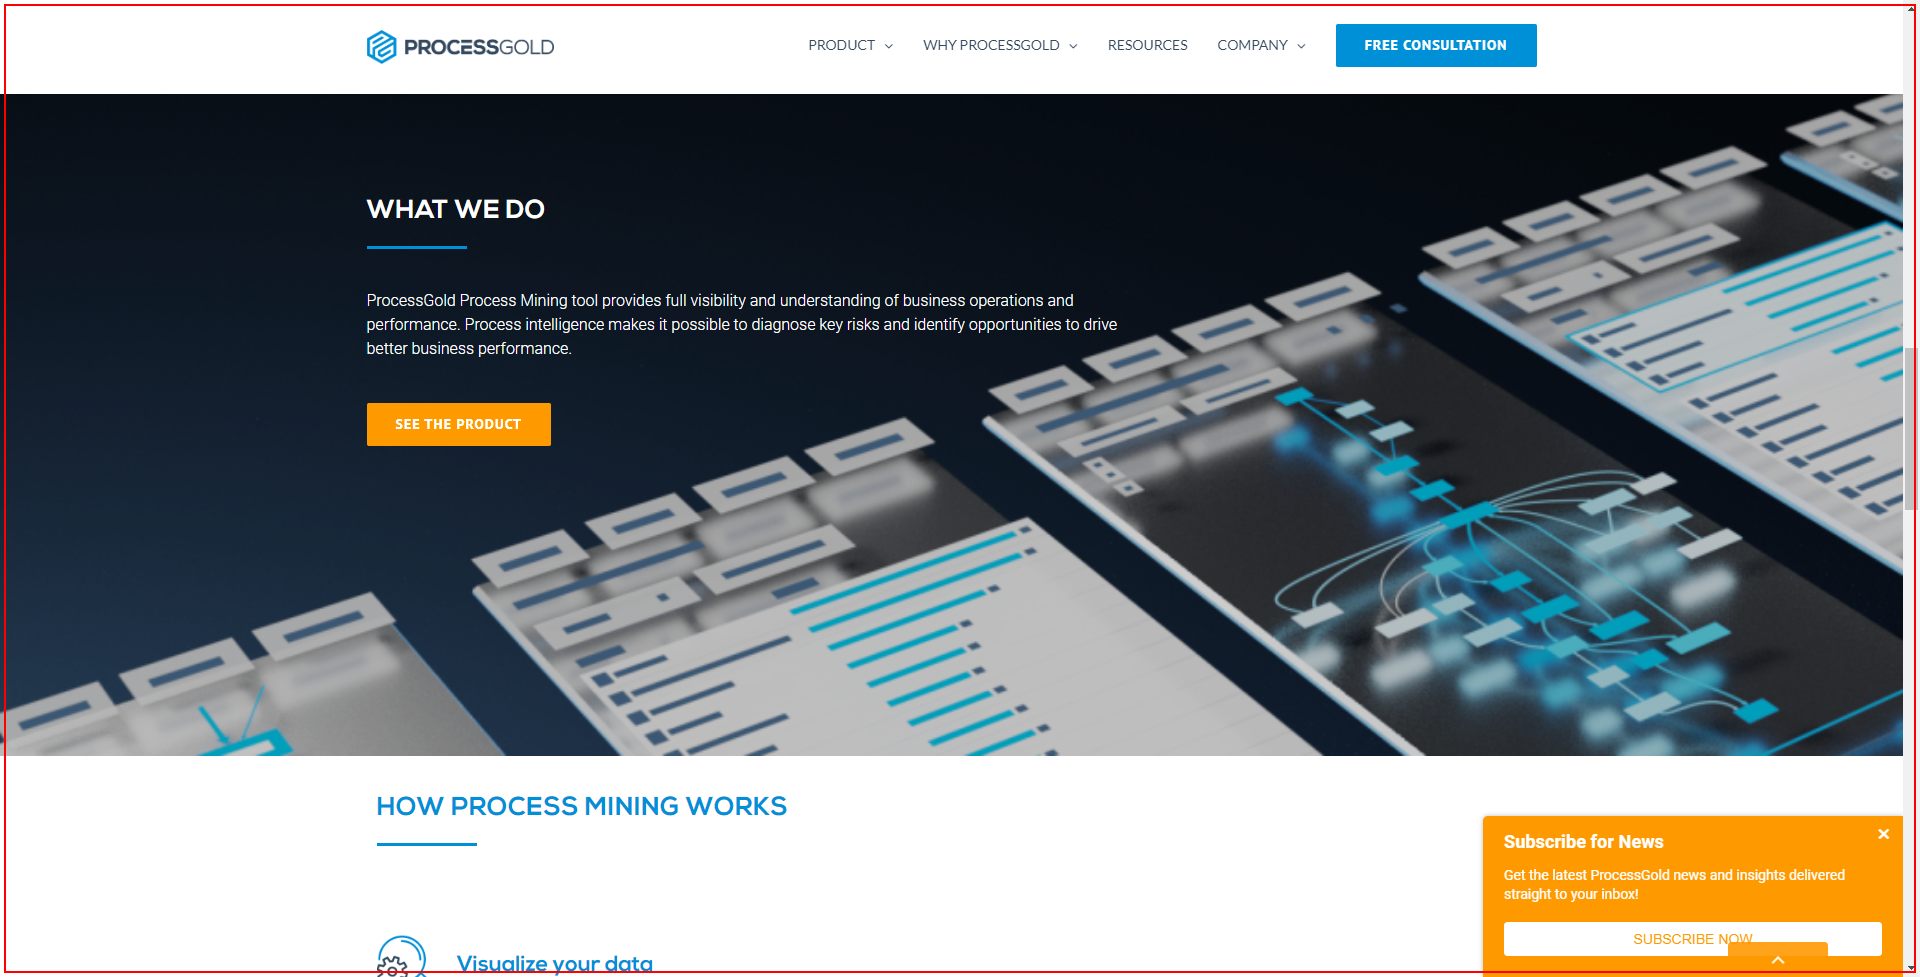 PROCESSGOLD
PRODUCT
WHY PROCESSGOLD
RESOURCES
COMPANY
FREE CONSULTATION
WHAT WE DO
ProcessGold Process Mining tool provides full visibility and understanding of business operations and
performance. Process intelligence makes it possible to diagnose key risks and identify opportunities to drive
better business performance.
SEE THE PRODUCT
HOW PROCESS MINING WORKS
Visualize your data
Subscribe for News
Get the latest ProcessGold news and insights delivered
straight to your inbox!
SUBSCRIBE NOW